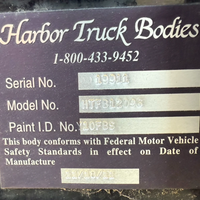 Harbor Truck Bodies
1-800-433-9452
Serial No.
Model No.
Paint I.D. No.
This body conforms with Federal Motor Vehicle
Safety Standards in effect on Date of
Manufacture